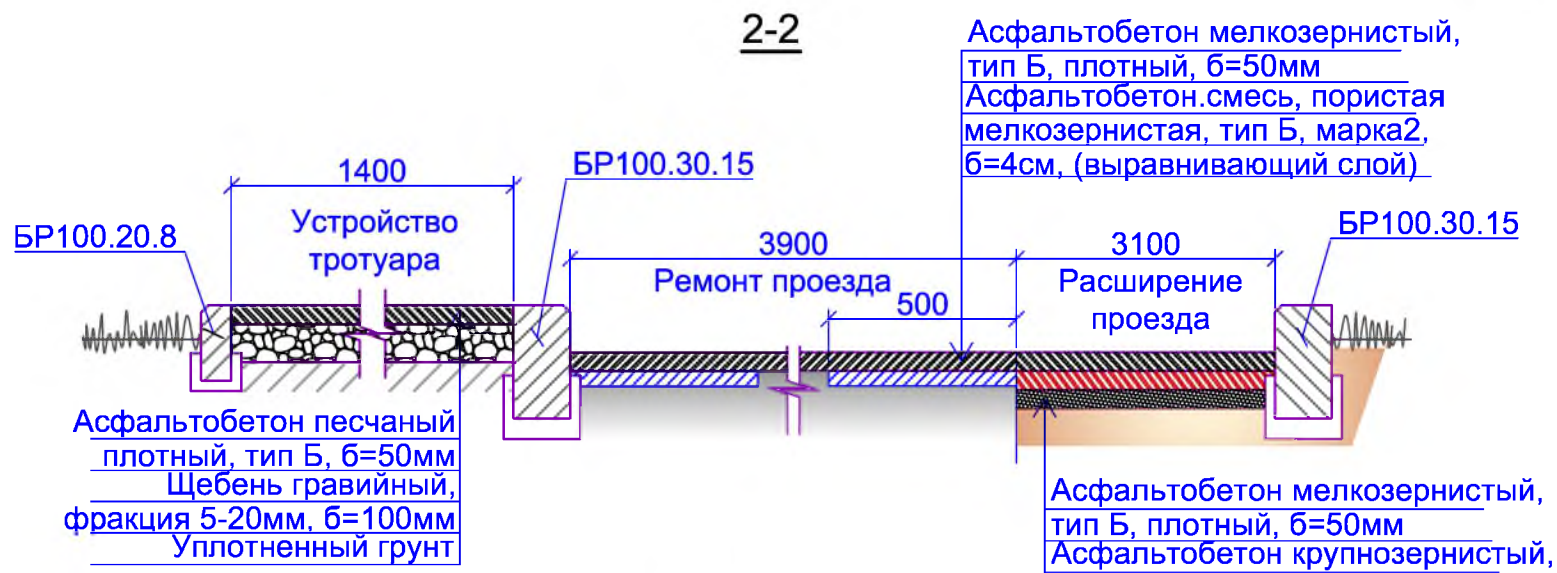 2-2
Асфальтобетон мелкозернистый,
тип Б, плотный, б=50мм
Асфальтобетон.смесь, пористая
мелкозернистая, тип Б, марка2,
б=4см, (выравнивающий слой)
БР100.20.8
1400
Устройство
тротуара
БР100.30.15
3900
Ремонт проезда
500
3100
Расширение
проезда
БР100.30.15
Асфальтобетон песчаный
плотный, тип Б, б=50мм
Щебень гравийный,
фракция 5-20мм, б=100мм
Уплотненный грунт
Асфальтобетон мелкозернистый,
тип Б, плотный, б=50мм
Асфальтобетон крупнозернистый,